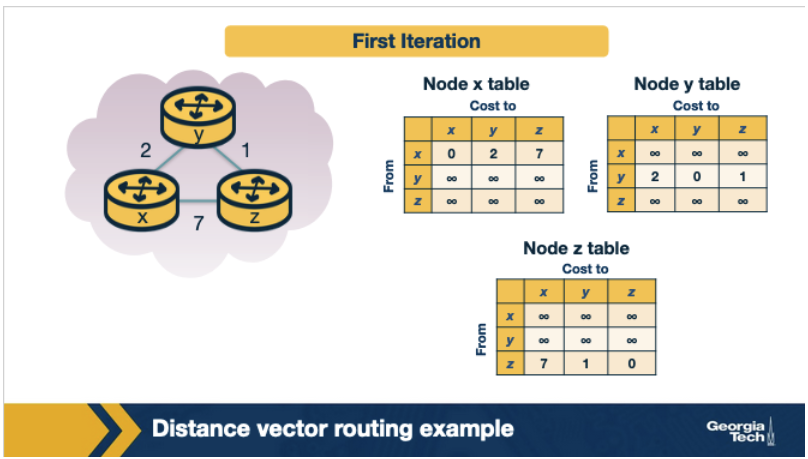 First Iteration
y
2
1
x
7
z
Node x table
Cost to
From
x y z
x 0 2 7
y ∞ ∞ ∞
z ∞ ∞ ∞
Node y table
Cost to
From
x y z
x ∞ ∞ ∞
y 2 0 1
z ∞ ∞ ∞
Node z table
Cost to
From
x y z
x ∞ ∞ ∞
y ∞ ∞ ∞
z 7 1 0
Distance vector routing example
Georgia
Tech